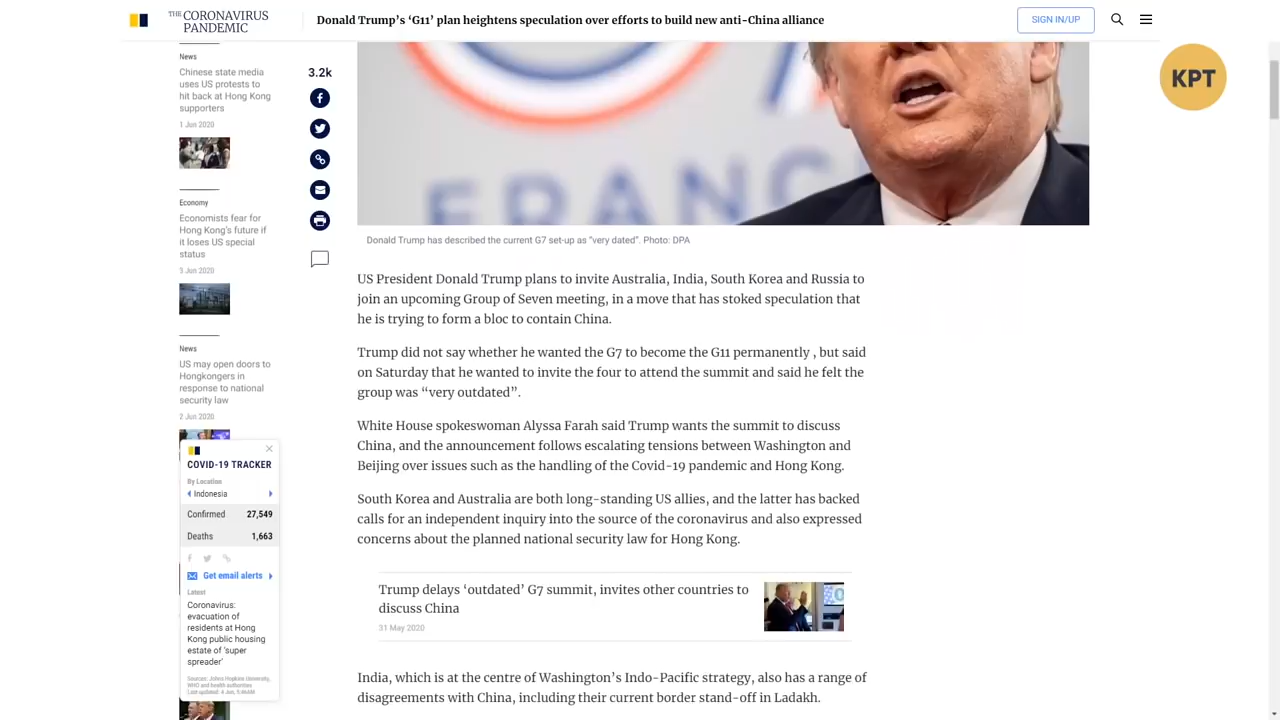 THE CORONAVIRUS
PANDEMIC
Donald Trump’s ‘G11’ plan heightens speculation over efforts to build new anti-China alliance
SIGN IN/UP
KPT
News
Chinese state media
uses US protests to
hit back at Hong Kong
supporters
1 Jun 2020
Economy
Economists fear for
Hong Kong’s future if
it loses US special
status
3 Jun 2020
News
US may open doors to
Hongkongers in
response to national
security law
2 Jun 2020
COVID-19 TRACKER
By Location
Indonesia
Confirmed 27,549
Deaths 1,663
Get email alerts
Latest
Coronavirus:
evacuation of
residents at Hong
Kong public housing
estate of ‘super
spreader’
Sources: Johns Hopkins University,
WHO and health authorities
Last updated: 4 Jun, 5:46AM
3.2k
FRANC
Donald Trump has described the current G7 set-up as “very dated”. Photo: DPA
US President Donald Trump plans to invite Australia, India, South Korea and Russia to
join an upcoming Group of Seven meeting, in a move that has stoked speculation that
he is trying to form a bloc to contain China.
Trump did not say whether he wanted the G7 to become the G11 permanently , but said
on Saturday that he wanted to invite the four to attend the summit and said he felt the
group was “very outdated”.
White House spokeswoman Alyssa Farah said Trump wants the summit to discuss
China, and the announcement follows escalating tensions between Washington and
Beijing over issues such as the handling of the Covid-19 pandemic and Hong Kong.
South Korea and Australia are both long-standing US allies, and the latter has backed
calls for an independent inquiry into the source of the coronavirus and also expressed
concerns about the planned national security law for Hong Kong.
Trump delays ‘outdated’ G7 summit, invites other countries to
discuss China
31 May 2020
India, which is a key part of Washington’s Indo-Pacific strategy, also has a range of
disagreements with China, including their current border stand-off in Ladakh.